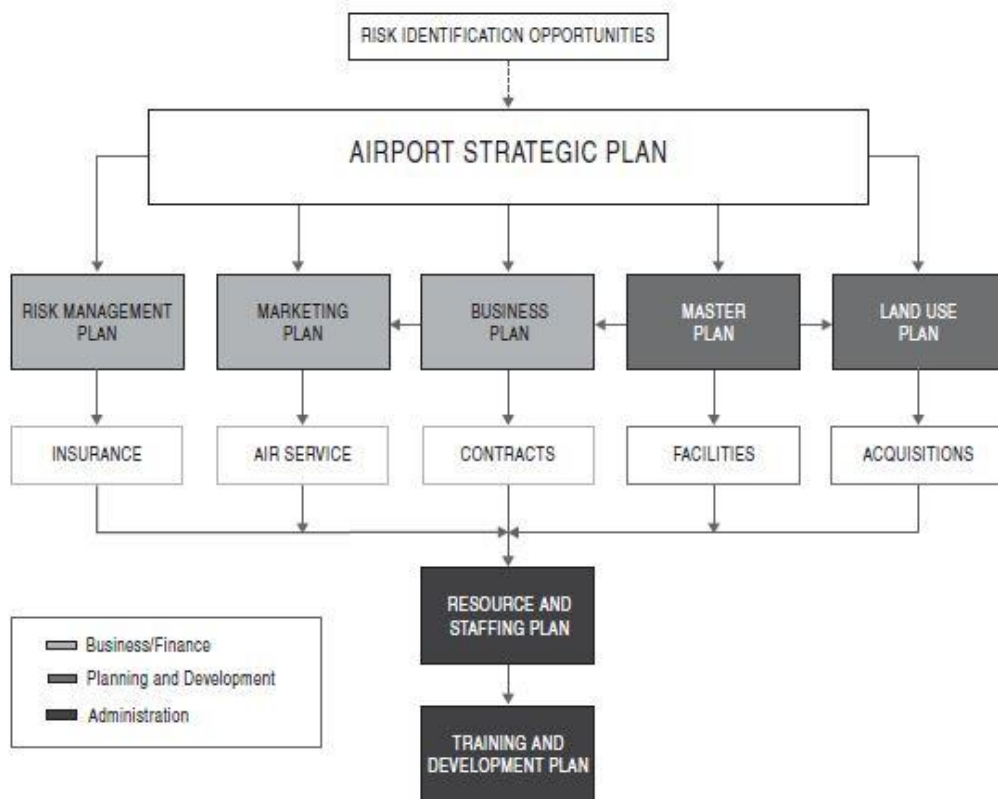 RISK IDENTIFICATION OPPORTUNITIES
AIRPORT STRATEGIC PLAN
RISK MANAGEMENT
PLAN
MARKETING
PLAN
BUSINESS
PLAN
MASTER
PLAN
LAND USE
PLAN
INSURANCE
AIR SERVICE
CONTRACTS
FACILITIES
ACQUISITIONS
RESOURCE AND
STAFFING PLAN
Business/Finance
Planning and Development
Administration
TRAINING AND
DEVELOPMENT PLAN